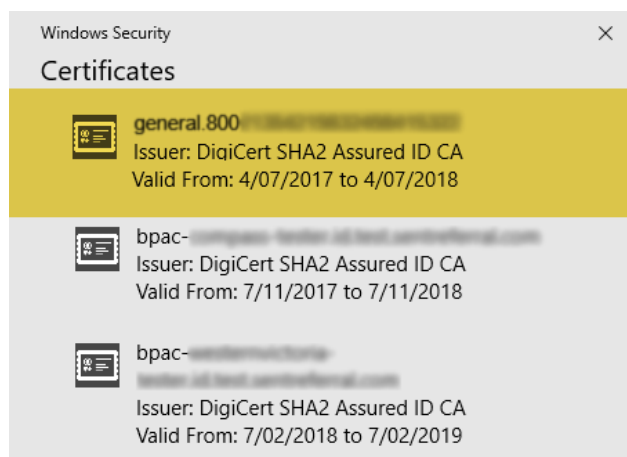 Windows Security
Certificates
general.800
Issuer: DigiCert SHA2 Assured ID CA
Valid From: 4/07/2017 to 4/07/2018
bpac-
Issuer: DigiCert SHA2 Assured ID CA
Valid From: 7/11/2017 to 7/11/2018
bpac-
Issuer: DigiCert SHA2 Assured ID CA
Valid From: 7/02/2018 to 7/02/2019